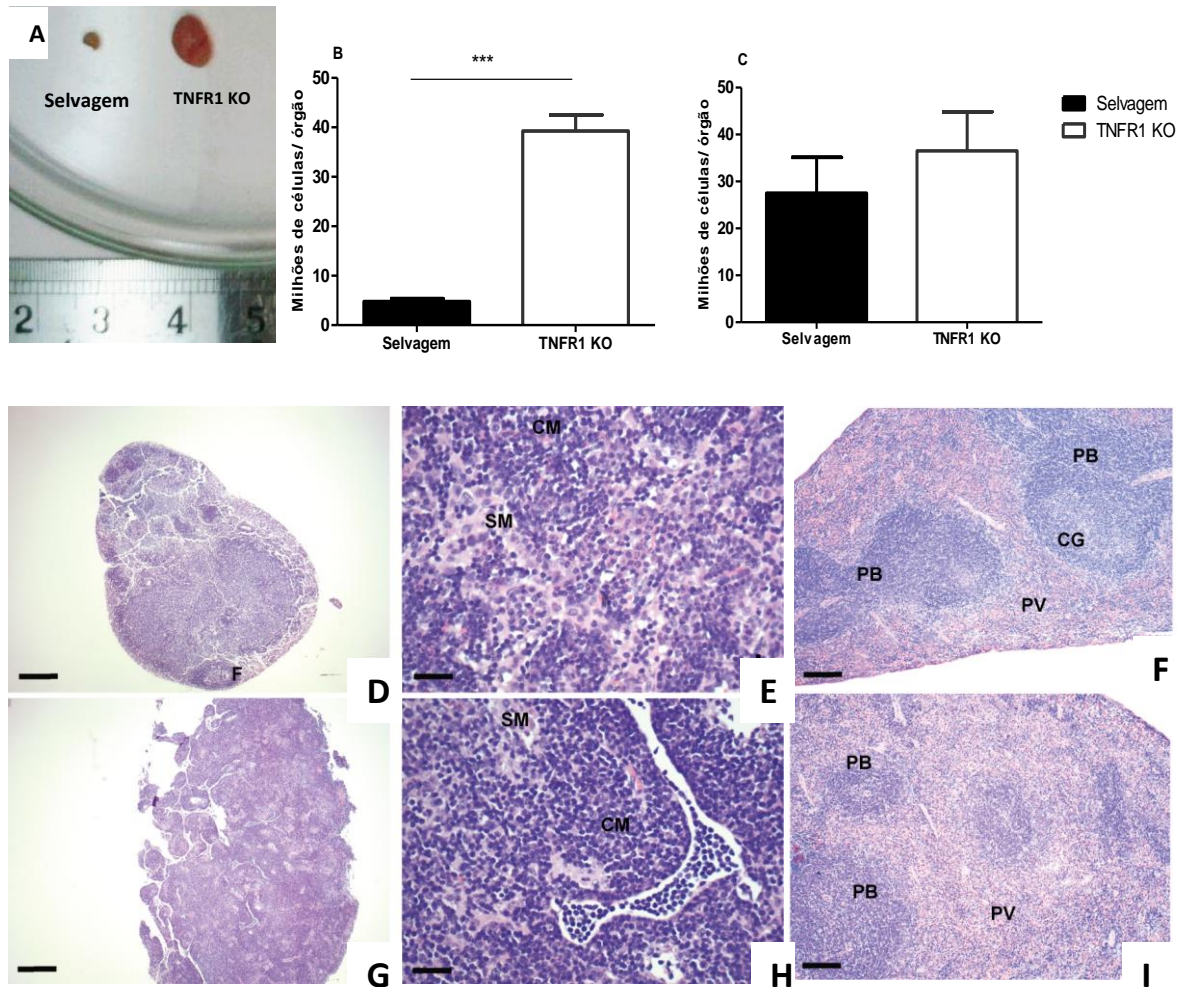 A
Selvagem
TNFR1 KO
2 3 4 5
B
***
Milhões de células/ órgão
50
40
30
20
10
0
Selvagem
TNFR1 KO
C
Milhões de células/ órgão
50
40
30
20
10
0
Selvagem
TNFR1 KO
Selvagem
TNFR1 KO
F
D
CM
SM
E
PB
CG
PB
PV
F
G
SM
CM
H
PB
PB
PV
I